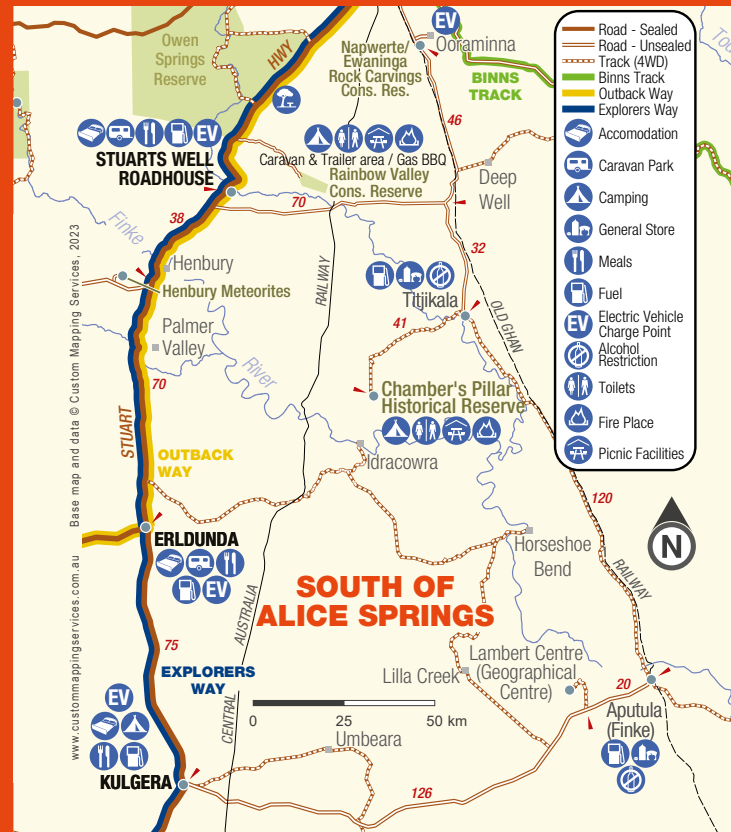 Owen
Springs
Reserve
HWY
Napwerte/
Ewaninga
Rock Carvings
Cons. Res.
EV
Ooraminna
BINNS
TRACK
46
EV
STUARTS WELL
ROADHOUSE
Caravan & Trailer area / Gas BBQ
Rainbow Valley
Cons. Reserve
Deep
Well
70
38
32
Finke
Henbury
Henbury Meteorites
RAILWAY
Titjikala
OLD GHAN
41
Palmer
Valley
River
70
Chamber's Pillar
Historical Reserve
STUART
OUTBACK
WAY
Idracowra
120
ERLDUNDA
EV
Horseshoe
Bend
N
RAILWAY
SOUTH OF
ALICE SPRINGS
AUSTRALIA
75
EXPLORERS
WAY
Lambert Centre
(Geographical
Centre)
Lilla Creek
20
EV
CENTRAL
0 25 50 km
Aputula
(Finke)
Umbeara
KULGERA
126
Road - Sealed
Road - Unsealed
Track (4WD)
Binns Track
Outback Way
Explorers Way
Accomodation
Caravan Park
Camping
General Store
Meals
Fuel
EV
Electric Vehicle
Charge Point
Alcohol
Restriction
Toilets
Fire Place
Picnic Facilities
www.custommappingservices.com.au Base map and data © Custom Mapping Services, 2023